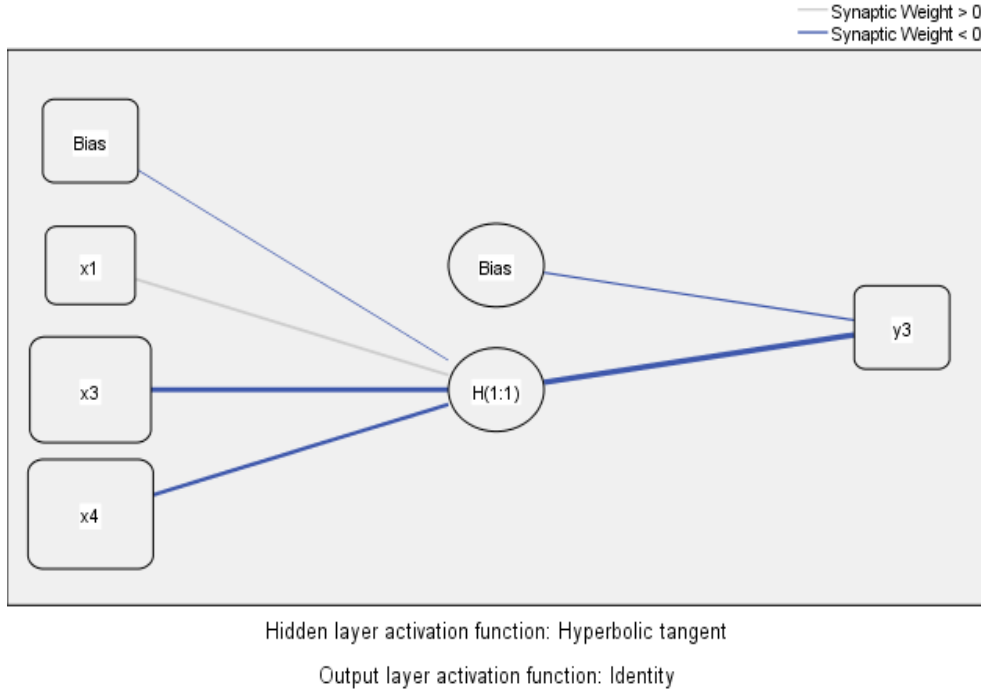 Synaptic Weight > 0
Synaptic Weight < 0
Bias
x1
Bias
y3
x3
H(1:1)
x4
Hidden layer activation function: Hyperbolic tangent
Output layer activation function: Identity